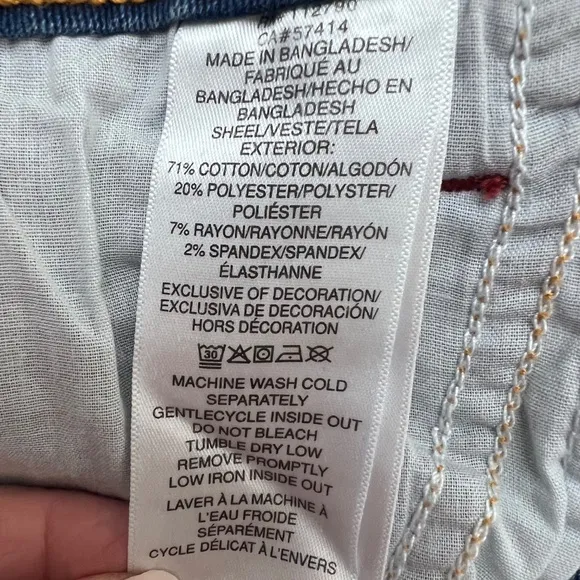 CA#57414
MADE IN BANGLADESH/
FABRIQUÉ AU
BANGLADESH/HECHO EN
BANGLADESH
SHEEL/VESTE/TELA
EXTERIOR:
71% COTTON/COTON/ALGODÓN
20% POLYESTER/POLYSTER/
POLIÉSTER
7% RAYON/RAYONNE/RAYÓN
2% SPANDEX/SPANDEX/
ÉLASTHANNE
EXCLUSIVE OF DECORATION/
EXCLUSIVA DE DECORACIÓN/
HORS DÉCORATION
30
MACHINE WASH COLD
SEPARATELY
GENTLECYCLE INSIDE OUT
DO NOT BLEACH
TUMBLE DRY LOW
REMOVE PROMPTLY
LOW IRON INSIDE OUT
LAVER À LA MACHINE À
L'EAU FROIDE
SÉPARÉMENT
CYCLE DÉLICAT À L'ENVERS